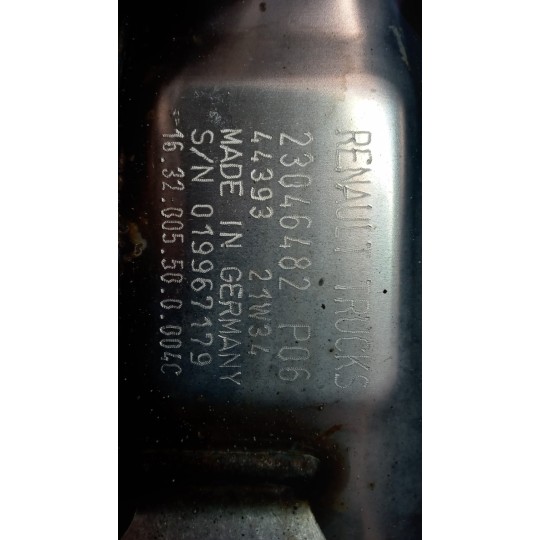 RENAULT TRUCKS
23046482 P06
44393 21W34
MADE IN GERMANY
S/N 019967179
16.32.005.50.0.004C